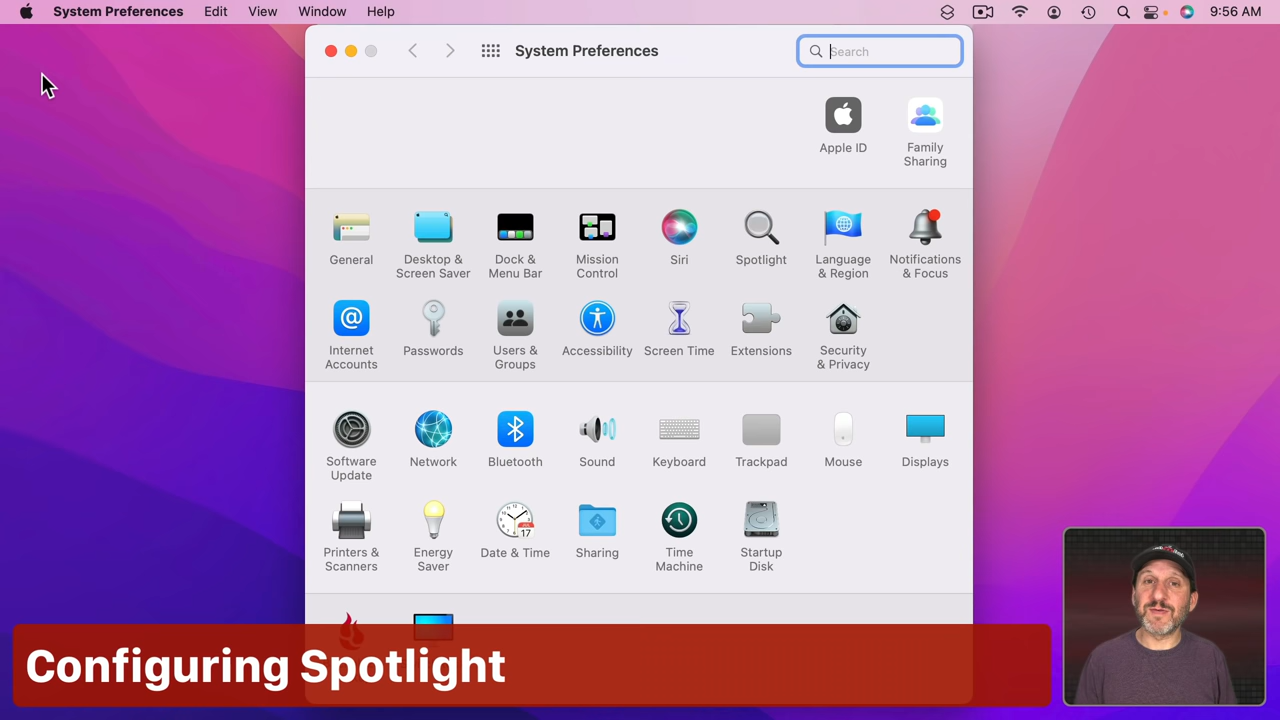 System Preferences Edit View Window Help 9:56 AM
System Preferences
Search
Apple ID
Family
Sharing
General
Desktop &
Screen Saver
Dock &
Menu Bar
Mission
Control
Siri
Spotlight
Language
& Region
Notifications
& Focus
Internet
Accounts
Passwords
Users &
Groups
Accessibility
Screen Time
Extensions
Security
& Privacy
Software
Update
Network
Bluetooth
Sound
Keyboard
Trackpad
Mouse
Displays
Printers &
Scanners
Energy
Saver
JUL
17
Date & Time
Sharing
Time
Machine
Startup
Disk
Configuring Spotlight